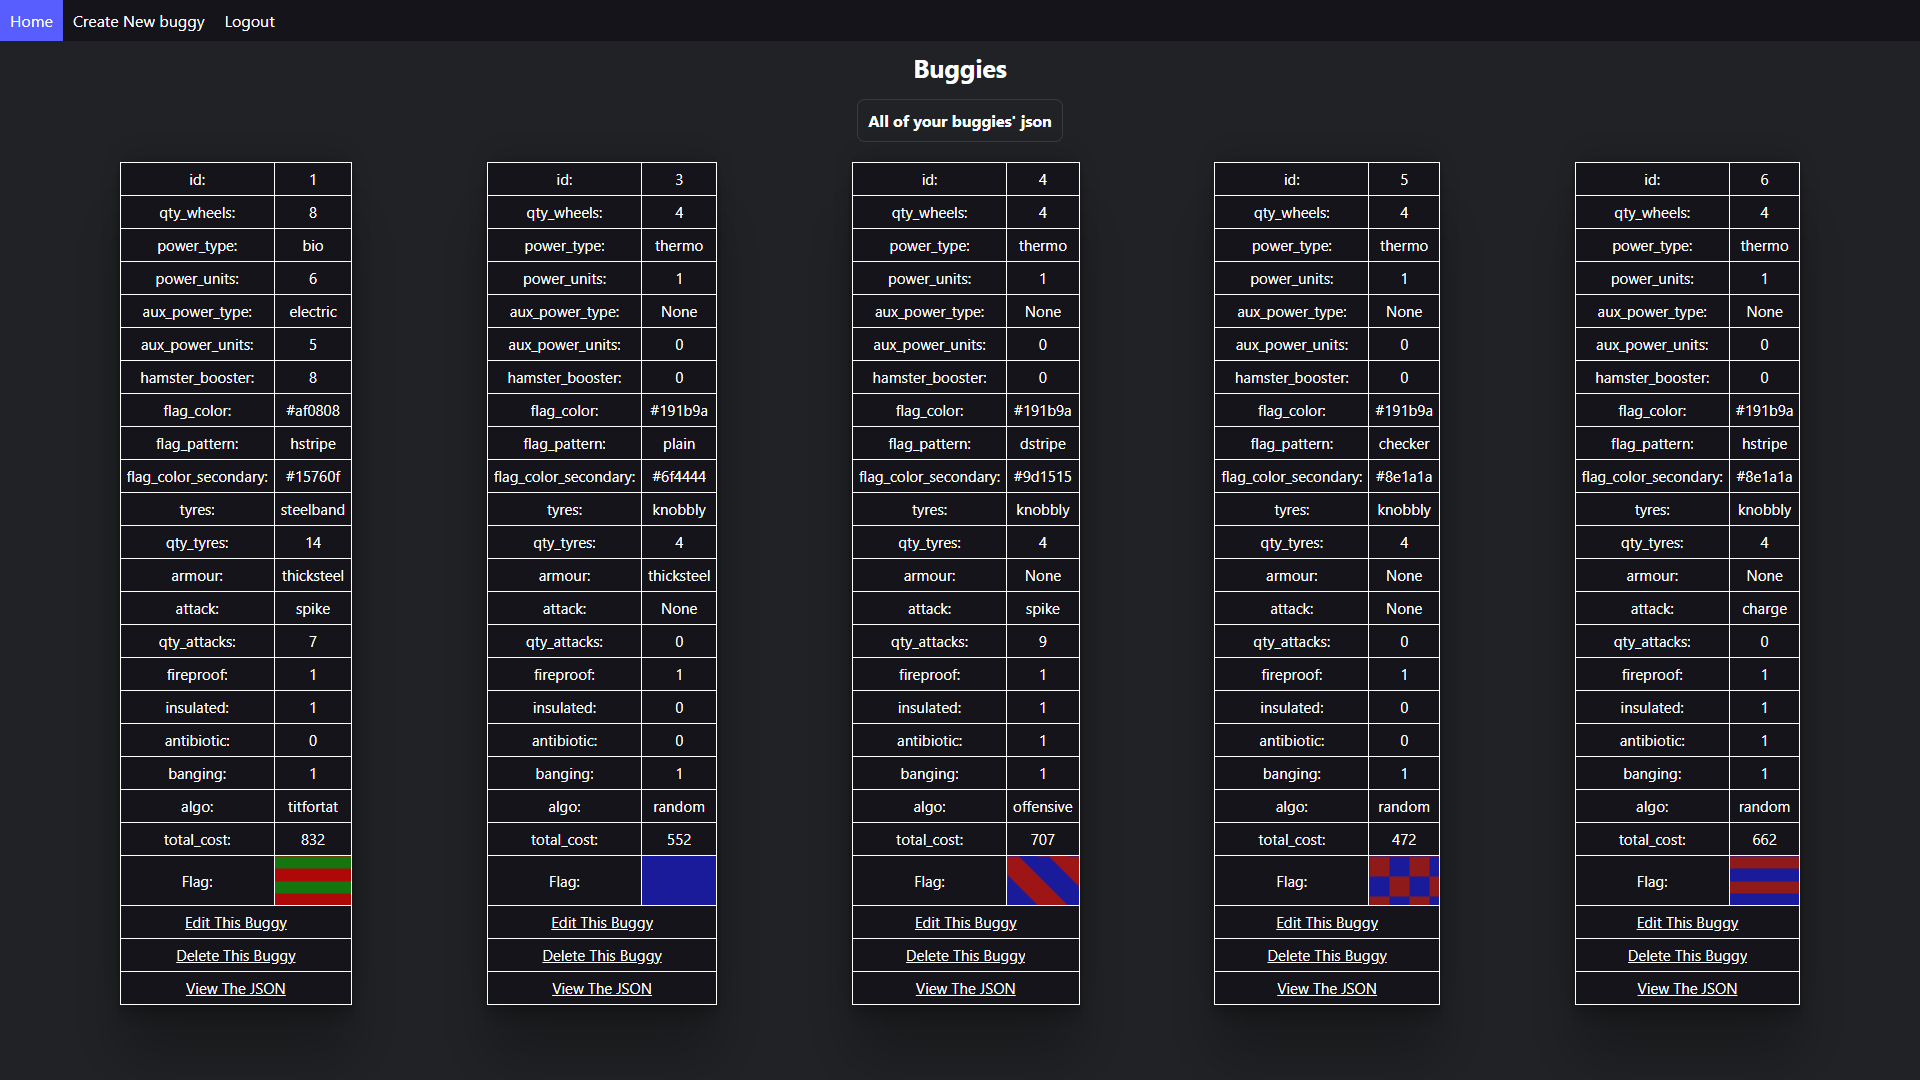 Home Create New buggy Logout
Buggies
All of your buggies' json
id: 1
qty_wheels: 8
power_type: bio
power_units: 6
aux_power_type: electric
aux_power_units: 5
hamster_booster: 8
flag_color: #af0808
flag_pattern: hstripe
flag_color_secondary: #15760f
tyres: steelband
qty_tyres: 14
armour: thicksteel
attack: spike
qty_attacks: 7
fireproof: 1
insulated: 1
antibiotic: 0
banging: 1
algo: titfortat
total_cost: 832
Flag:
Edit This Buggy
Delete This Buggy
View The JSON
id: 3
qty_wheels: 4
power_type: thermo
power_units: 1
aux_power_type: None
aux_power_units: 0
hamster_booster: 0
flag_color: #191b9a
flag_pattern: plain
flag_color_secondary: #6f4444
tyres: knobbly
qty_tyres: 4
armour: thicksteel
attack: None
qty_attacks: 0
fireproof: 1
insulated: 0
antibiotic: 0
banging: 1
algo: random
total_cost: 552
Flag:
Edit This Buggy
Delete This Buggy
View The JSON
id: 4
qty_wheels: 4
power_type: thermo
power_units: 1
aux_power_type: None
aux_power_units: 0
hamster_booster: 0
flag_color: #191b9a
flag_pattern: dstripe
flag_color_secondary: #9d1515
tyres: knobbly
qty_tyres: 4
armour: None
attack: spike
qty_attacks: 9
fireproof: 1
insulated: 1
antibiotic: 1
banging: 1
algo: offensive
total_cost: 707
Flag:
Edit This Buggy
Delete This Buggy
View The JSON
id: 5
qty_wheels: 4
power_type: thermo
power_units: 1
aux_power_type: None
aux_power_units: 0
hamster_booster: 0
flag_color: #191b9a
flag_pattern: checker
flag_color_secondary: #8e1a1a
tyres: knobbly
qty_tyres: 4
armour: None
attack: None
qty_attacks: 0
fireproof: 1
insulated: 0
antibiotic: 0
banging: 1
algo: random
total_cost: 472
Flag:
Edit This Buggy
Delete This Buggy
View The JSON
id: 6
qty_wheels: 4
power_type: thermo
power_units: 1
aux_power_type: None
aux_power_units: 0
hamster_booster: 0
flag_color: #191b9a
flag_pattern: hstripe
flag_color_secondary: #8e1a1a
tyres: knobbly
qty_tyres: 4
armour: None
attack: charge
qty_attacks: 0
fireproof: 1
insulated: 1
antibiotic: 1
banging: 1
algo: random
total_cost: 662
Flag:
Edit This Buggy
Delete This Buggy
View The JSON